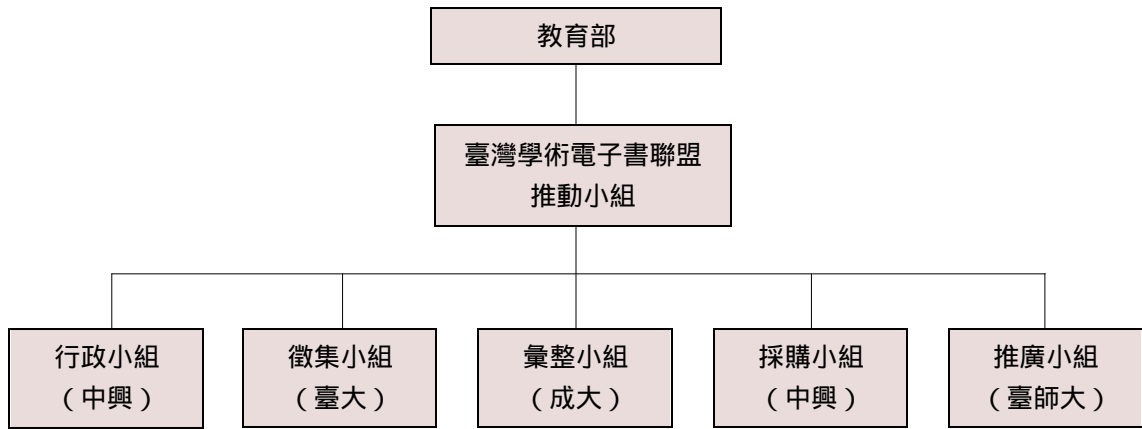 教育部
臺灣學術電子書聯盟
推動小組
行政小組
（中興）
徵集小組
（臺大）
彙整小組
（成大）
採購小組
（中興）
推廣小組
（臺師大）